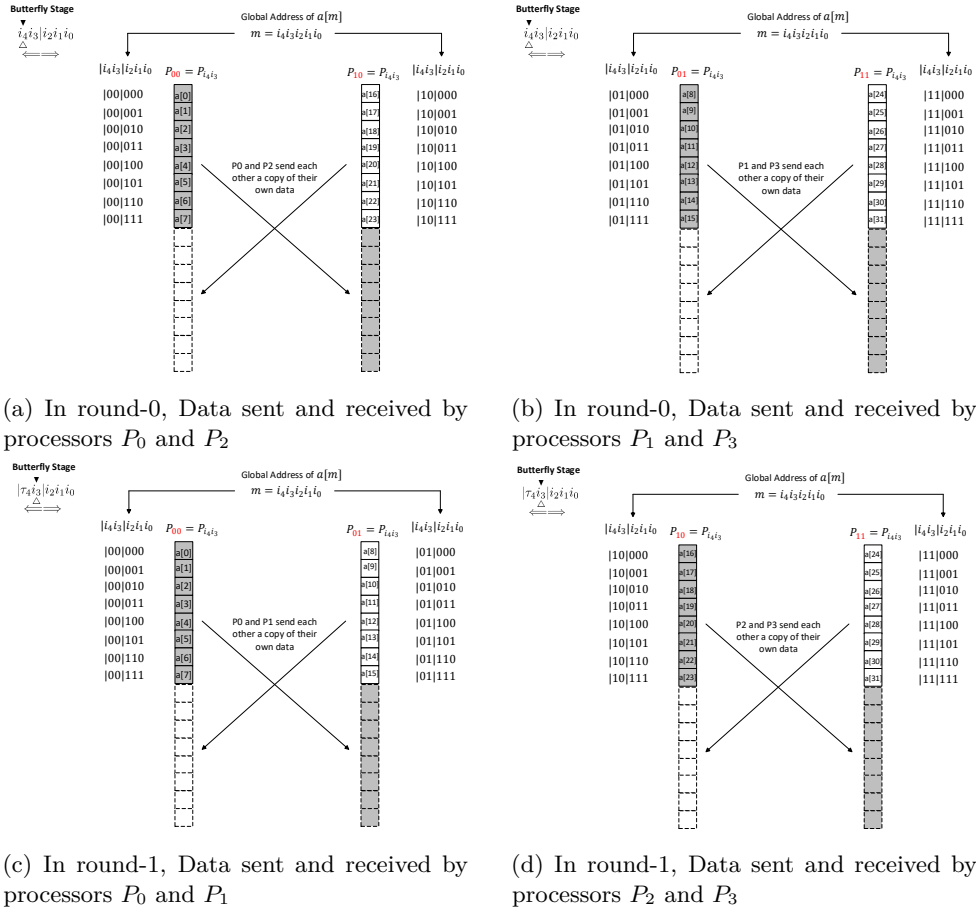 Butterfly Stage
i₄i₃|i₂i₁i₀
Global Address of a[m]
m = i₄i₃i₂i₁i₀
|i₄i₃|i₂i₁i₀ P₀₀ = P_i₄i₃ P₁₀ = P_i₄i₃ |i₄i₃|i₂i₁i₀
|00|000 a[0] a[16] |10|000
|00|001 a[1] a[17] |10|001
|00|010 a[2] a[18] |10|010
|00|011 a[3] a[19] |10|011
|00|100 a[4] a[20] |10|100
|00|101 a[5] a[21] |10|101
|00|110 a[6] a[22] |10|110
|00|111 a[7] a[23] |10|111
P0 and P2 send each
other a copy of their
own data
(a) In round-0, Data sent and received by
processors P₀ and P₂
Butterfly Stage
i₄i₃|i₂i₁i₀
Global Address of a[m]
m = i₄i₃i₂i₁i₀
|i₄i₃|i₂i₁i₀ P₀₁ = P_i₄i₃ P₁₁ = P_i₄i₃ |i₄i₃|i₂i₁i₀
|01|000 a[8] a[24] |11|000
|01|001 a[9] a[25] |11|001
|01|010 a[10] a[26] |11|010
|01|011 a[11] a[27] |11|011
|01|100 a[12] a[28] |11|100
|01|101 a[13] a[29] |11|101
|01|110 a[14] a[30] |11|110
|01|111 a[15] a[31] |11|111
P1 and P3 send each
other a copy of their
own data
(b) In round-0, Data sent and received by
processors P₁ and P₃
Butterfly Stage
|τ₄i₃|i₂i₁i₀
Global Address of a[m]
m = i₄i₃i₂i₁i₀
|i₄i₃|i₂i₁i₀ P₀₀ = P_i₄i₃ P₀₁ = P_i₄i₃ |i₄i₃|i₂i₁i₀
|00|000 a[0] a[8] |01|000
|00|001 a[1] a[9] |01|001
|00|010 a[2] a[10] |01|010
|00|011 a[3] a[11] |01|011
|00|100 a[4] a[12] |01|100
|00|101 a[5] a[13] |01|101
|00|110 a[6] a[14] |01|110
|00|111 a[7] a[15] |01|111
P0 and P1 send each
other a copy of their
own data
(c) In round-1, Data sent and received by
processors P₀ and P₁
Butterfly Stage
|τ₄i₃|i₂i₁i₀
Global Address of a[m]
m = i₄i₃i₂i₁i₀
|i₄i₃|i₂i₁i₀ P₁₀ = P_i₄i₃ P₁₁ = P_i₄i₃ |i₄i₃|i₂i₁i₀
|10|000 a[16] a[24] |11|000
|10|001 a[17] a[25] |11|001
|10|010 a[18] a[26] |11|010
|10|011 a[19] a[27] |11|011
|10|100 a[20] a[28] |11|100
|10|101 a[21] a[29] |11|101
|10|110 a[22] a[30] |11|110
|10|111 a[23] a[31] |11|111
P2 and P3 send each
other a copy of their
own data
(d) In round-1, Data sent and received by
processors P₂ and P₃